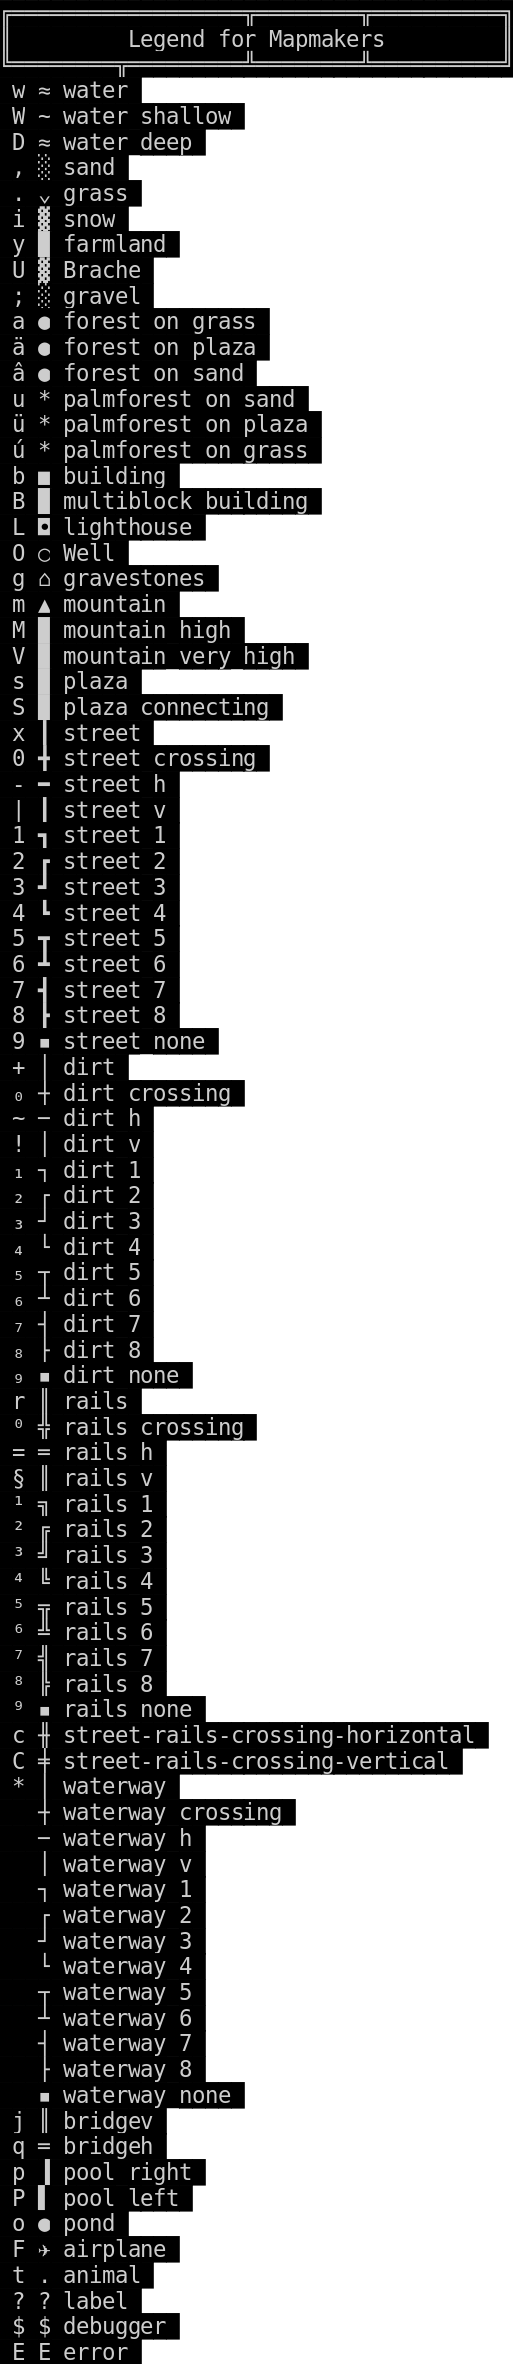 Legend for Mapmakers
w ≈ water
W ~ water shallow
D ≈ water deep
, ░ sand
. ⌄ grass
i ▓ snow
y █ farmland
U ▓ Brache
; ░ gravel
a ● forest on grass
ä ● forest on plaza
â ● forest on sand
u * palmforest on sand
ü * palmforest on plaza
ú * palmforest on grass
b ■ building
B █ multiblock building
L ◘ lighthouse
O ○ Well
g ⌂ gravestones
m ▲ mountain
M █ mountain high
V █ mountain very high
s █ plaza
S █ plaza connecting
x ┃ street
0 ╋ street crossing
- ━ street h
| ┃ street v
1 ┓ street 1
2 ┏ street 2
3 ┛ street 3
4 ┗ street 4
5 ┳ street 5
6 ┻ street 6
7 ┫ street 7
8 ┣ street 8
9 ▪ street none
+ │ dirt
₀ ┼ dirt crossing
~ ─ dirt h
! │ dirt v
₁ ┐ dirt 1
₂ ┌ dirt 2
₃ ┘ dirt 3
₄ └ dirt 4
₅ ┬ dirt 5
₆ ┴ dirt 6
₇ ┤ dirt 7
₈ ├ dirt 8
₉ ▪ dirt none
r ║ rails
⁰ ╬ rails crossing
= ═ rails h
§ ║ rails v
¹ ╗ rails 1
² ╔ rails 2
³ ╝ rails 3
⁴ ╚ rails 4
⁵ ╦ rails 5
⁶ ╩ rails 6
⁷ ╣ rails 7
⁸ ╠ rails 8
⁹ ▪ rails none
c ╫ street-rails-crossing-horizontal
C ╪ street-rails-crossing-vertical
* │ waterway
┼ waterway crossing
─ waterway h
│ waterway v
┐ waterway 1
┌ waterway 2
┘ waterway 3
└ waterway 4
┬ waterway 5
┴ waterway 6
┤ waterway 7
├ waterway 8
▪ waterway none
j ║ bridgev
q ═ bridgeh
p ▐ pool right
P ▌ pool left
o ● pond
F ✈ airplane
t . animal
? ? label
$ $ debugger
E E error